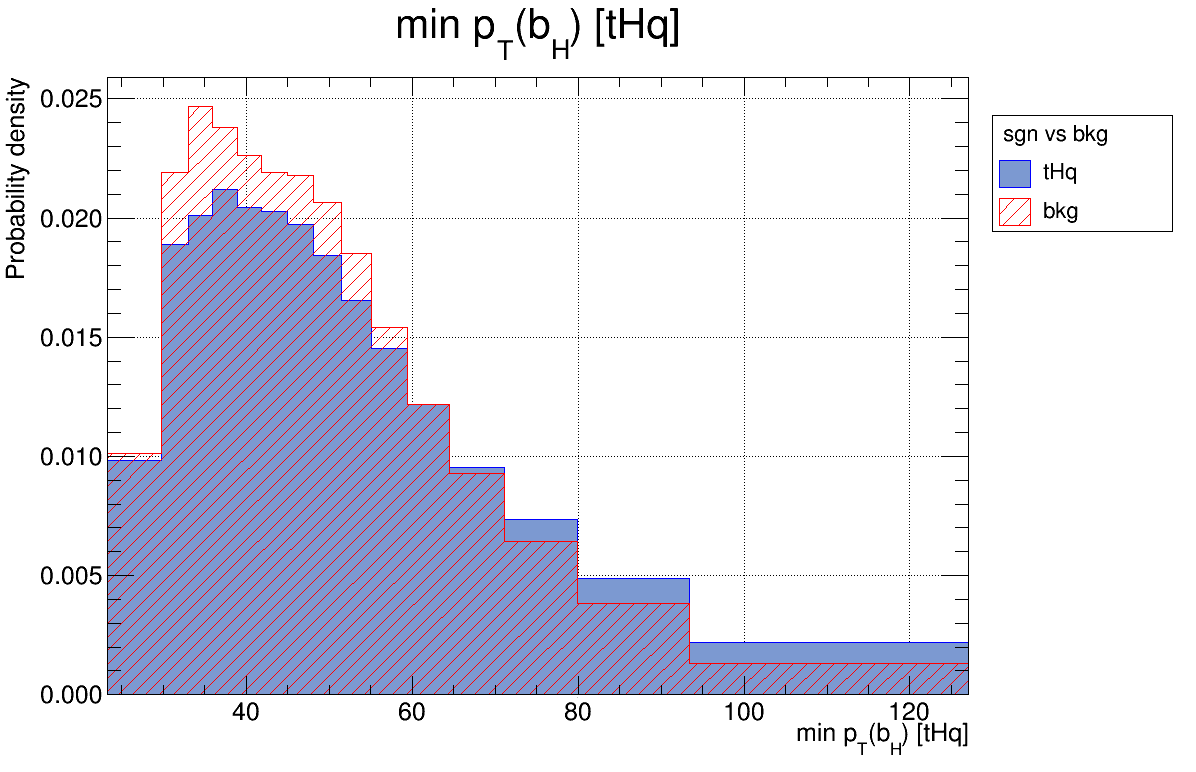 min p_T(b_H) [tHq]
Probability density
0.025
0.020
0.015
0.010
0.005
0.000
40 60 80 100 120
min p_T(b_H) [tHq]
sgn vs bkg
tHq
bkg